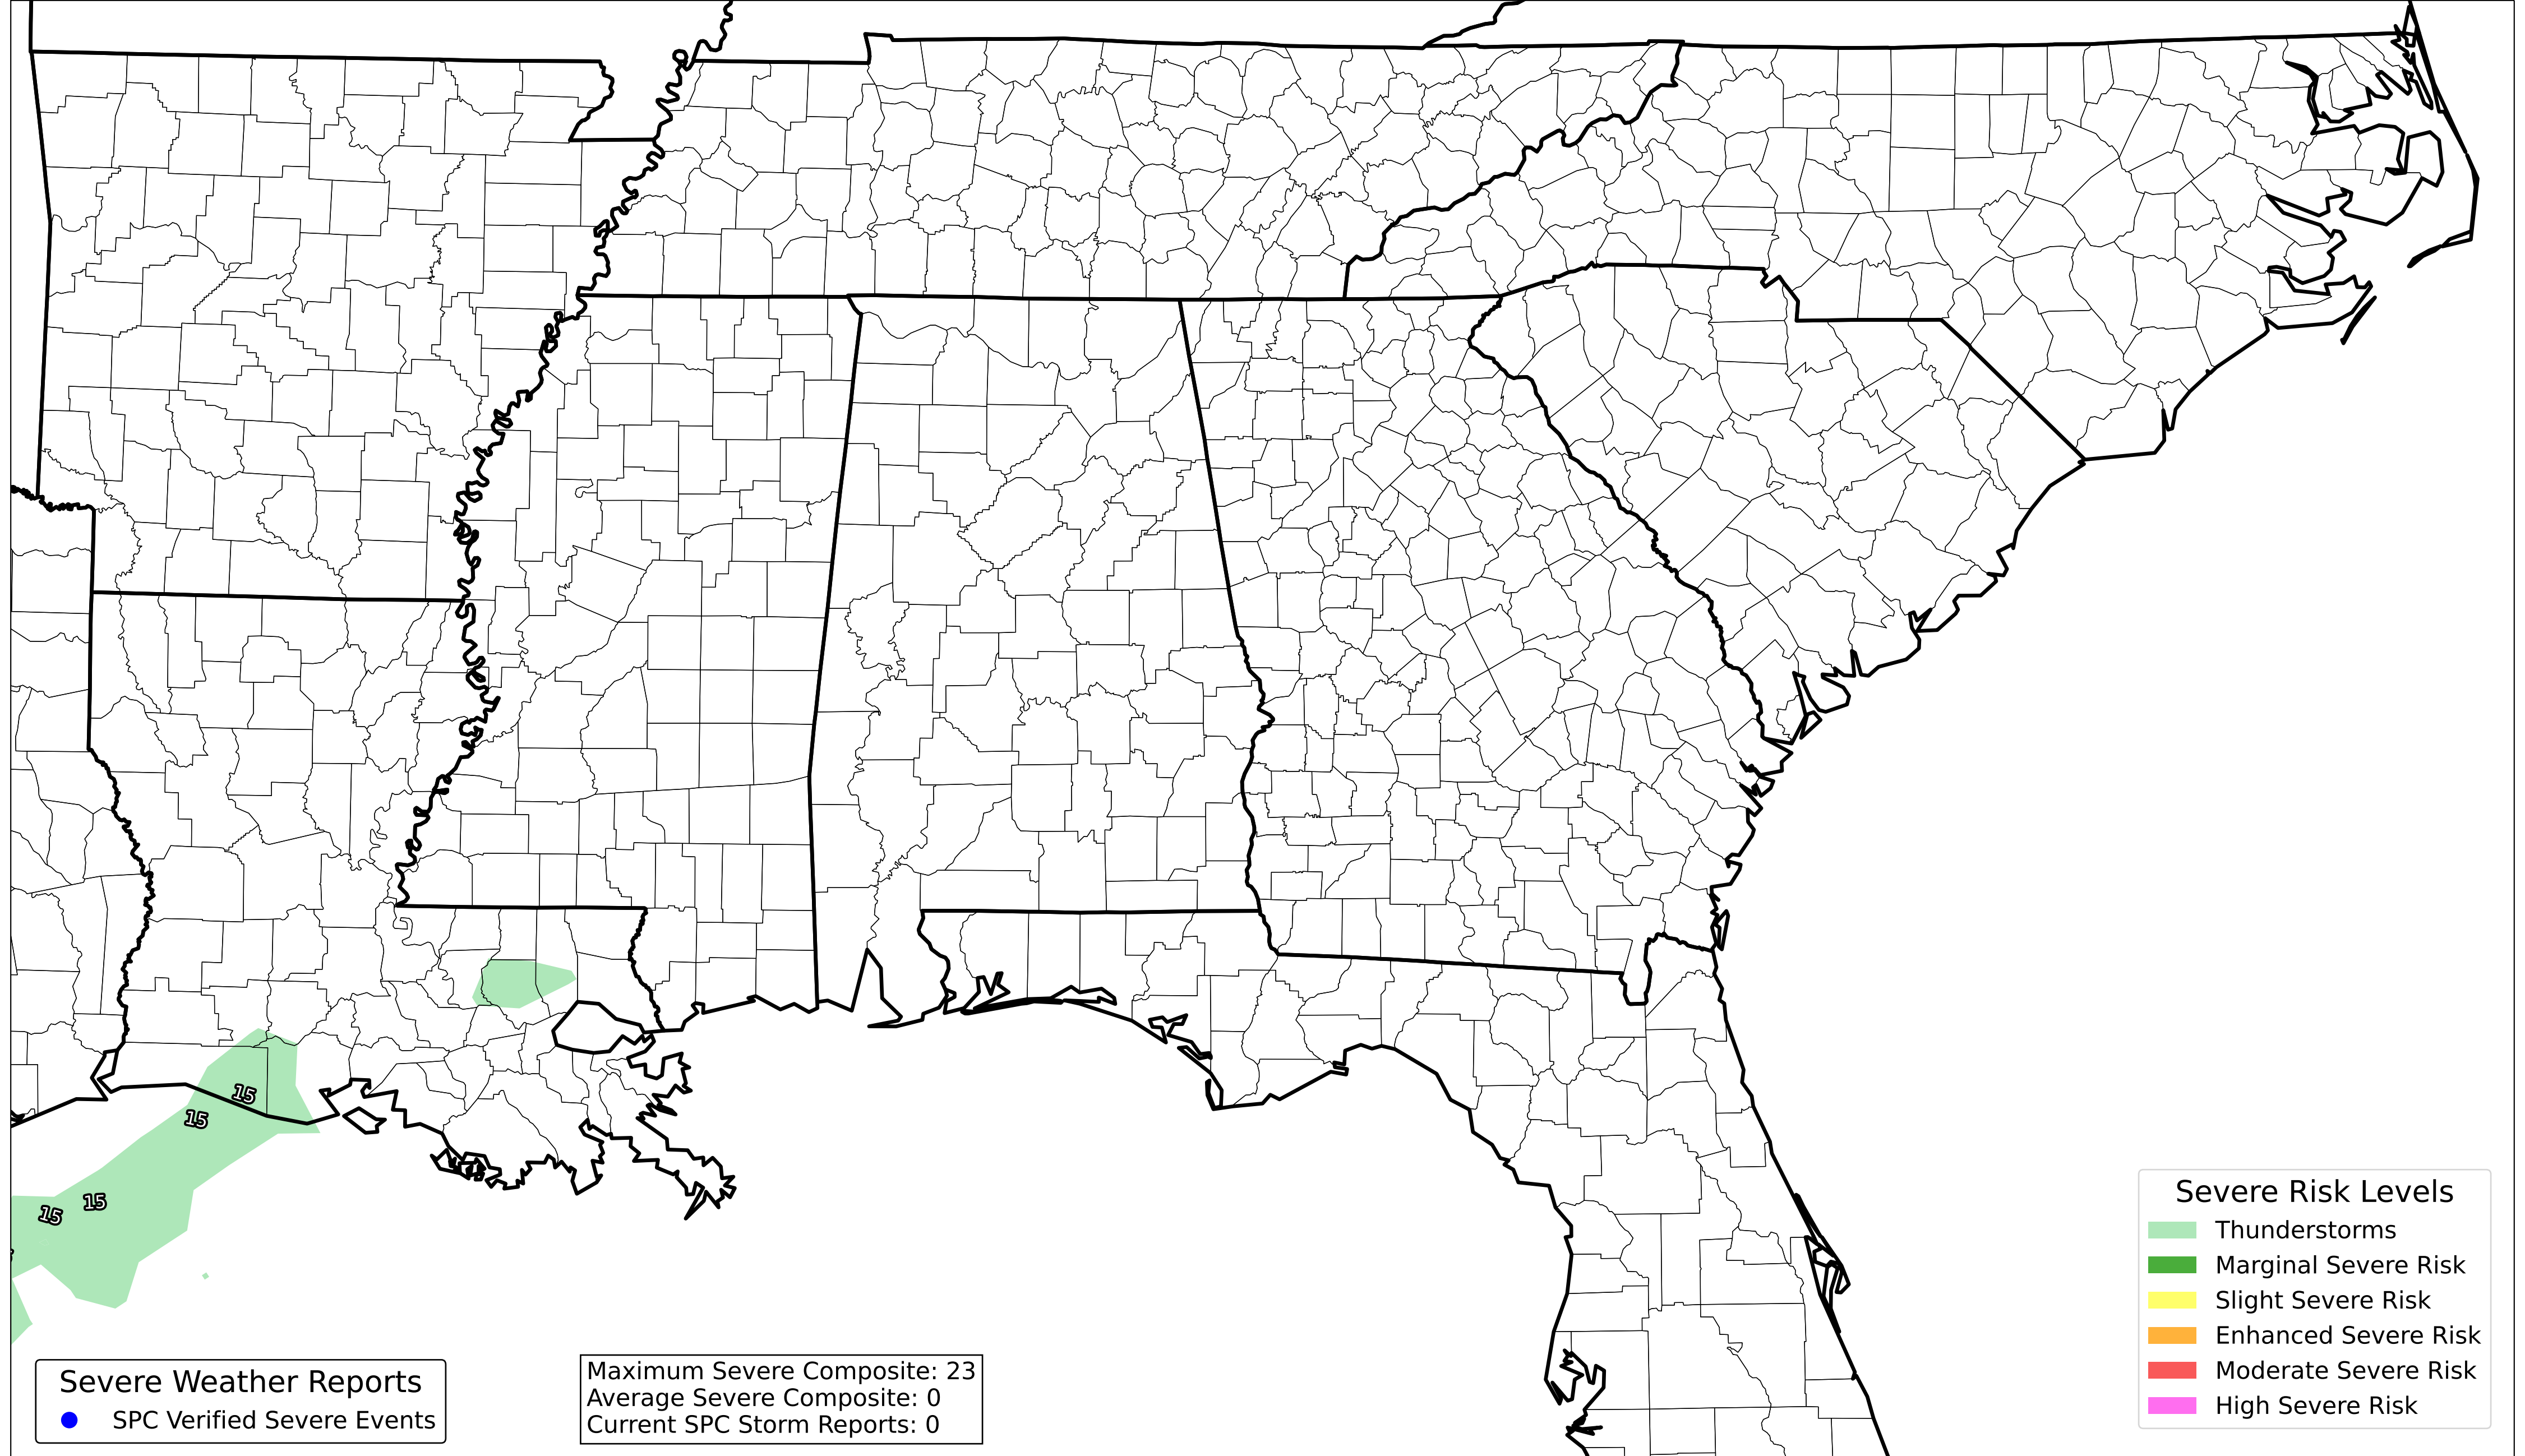 15
15
15
15
Severe Risk Levels
Thunderstorms
Marginal Severe Risk
Slight Severe Risk
Enhanced Severe Risk
Moderate Severe Risk
High Severe Risk
Severe Weather Reports
SPC Verified Severe Events
Maximum Severe Composite: 23
Average Severe Composite: 0
Current SPC Storm Reports: 0